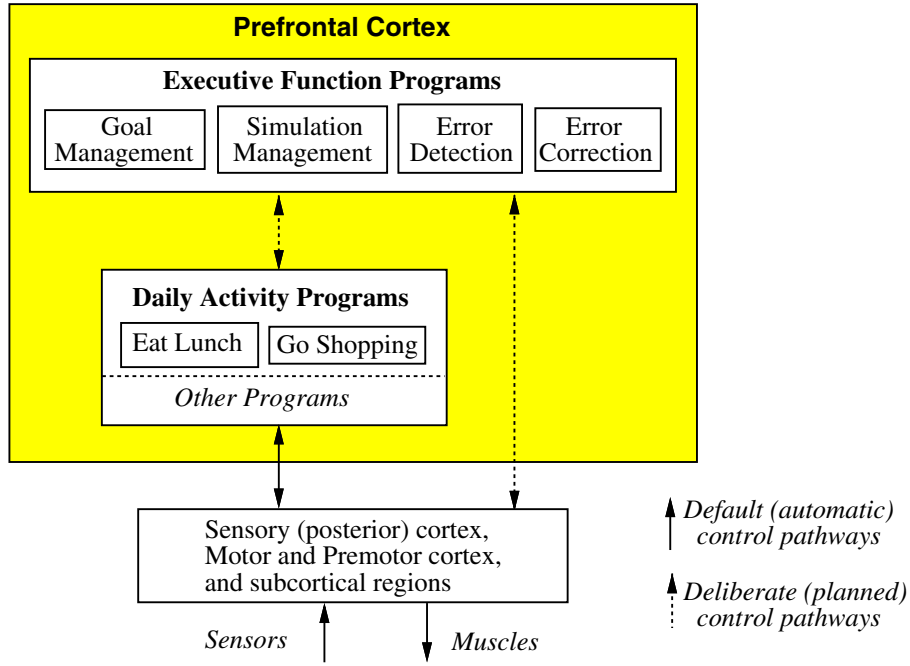 Prefrontal Cortex
Executive Function Programs
Goal
Management
Simulation
Management
Error
Detection
Error
Correction
Daily Activity Programs
Eat Lunch
Go Shopping
Other Programs
Sensory (posterior) cortex,
Motor and Premotor cortex,
and subcortical regions
Sensors
Muscles
Default (automatic)
control pathways
Deliberate (planned)
control pathways